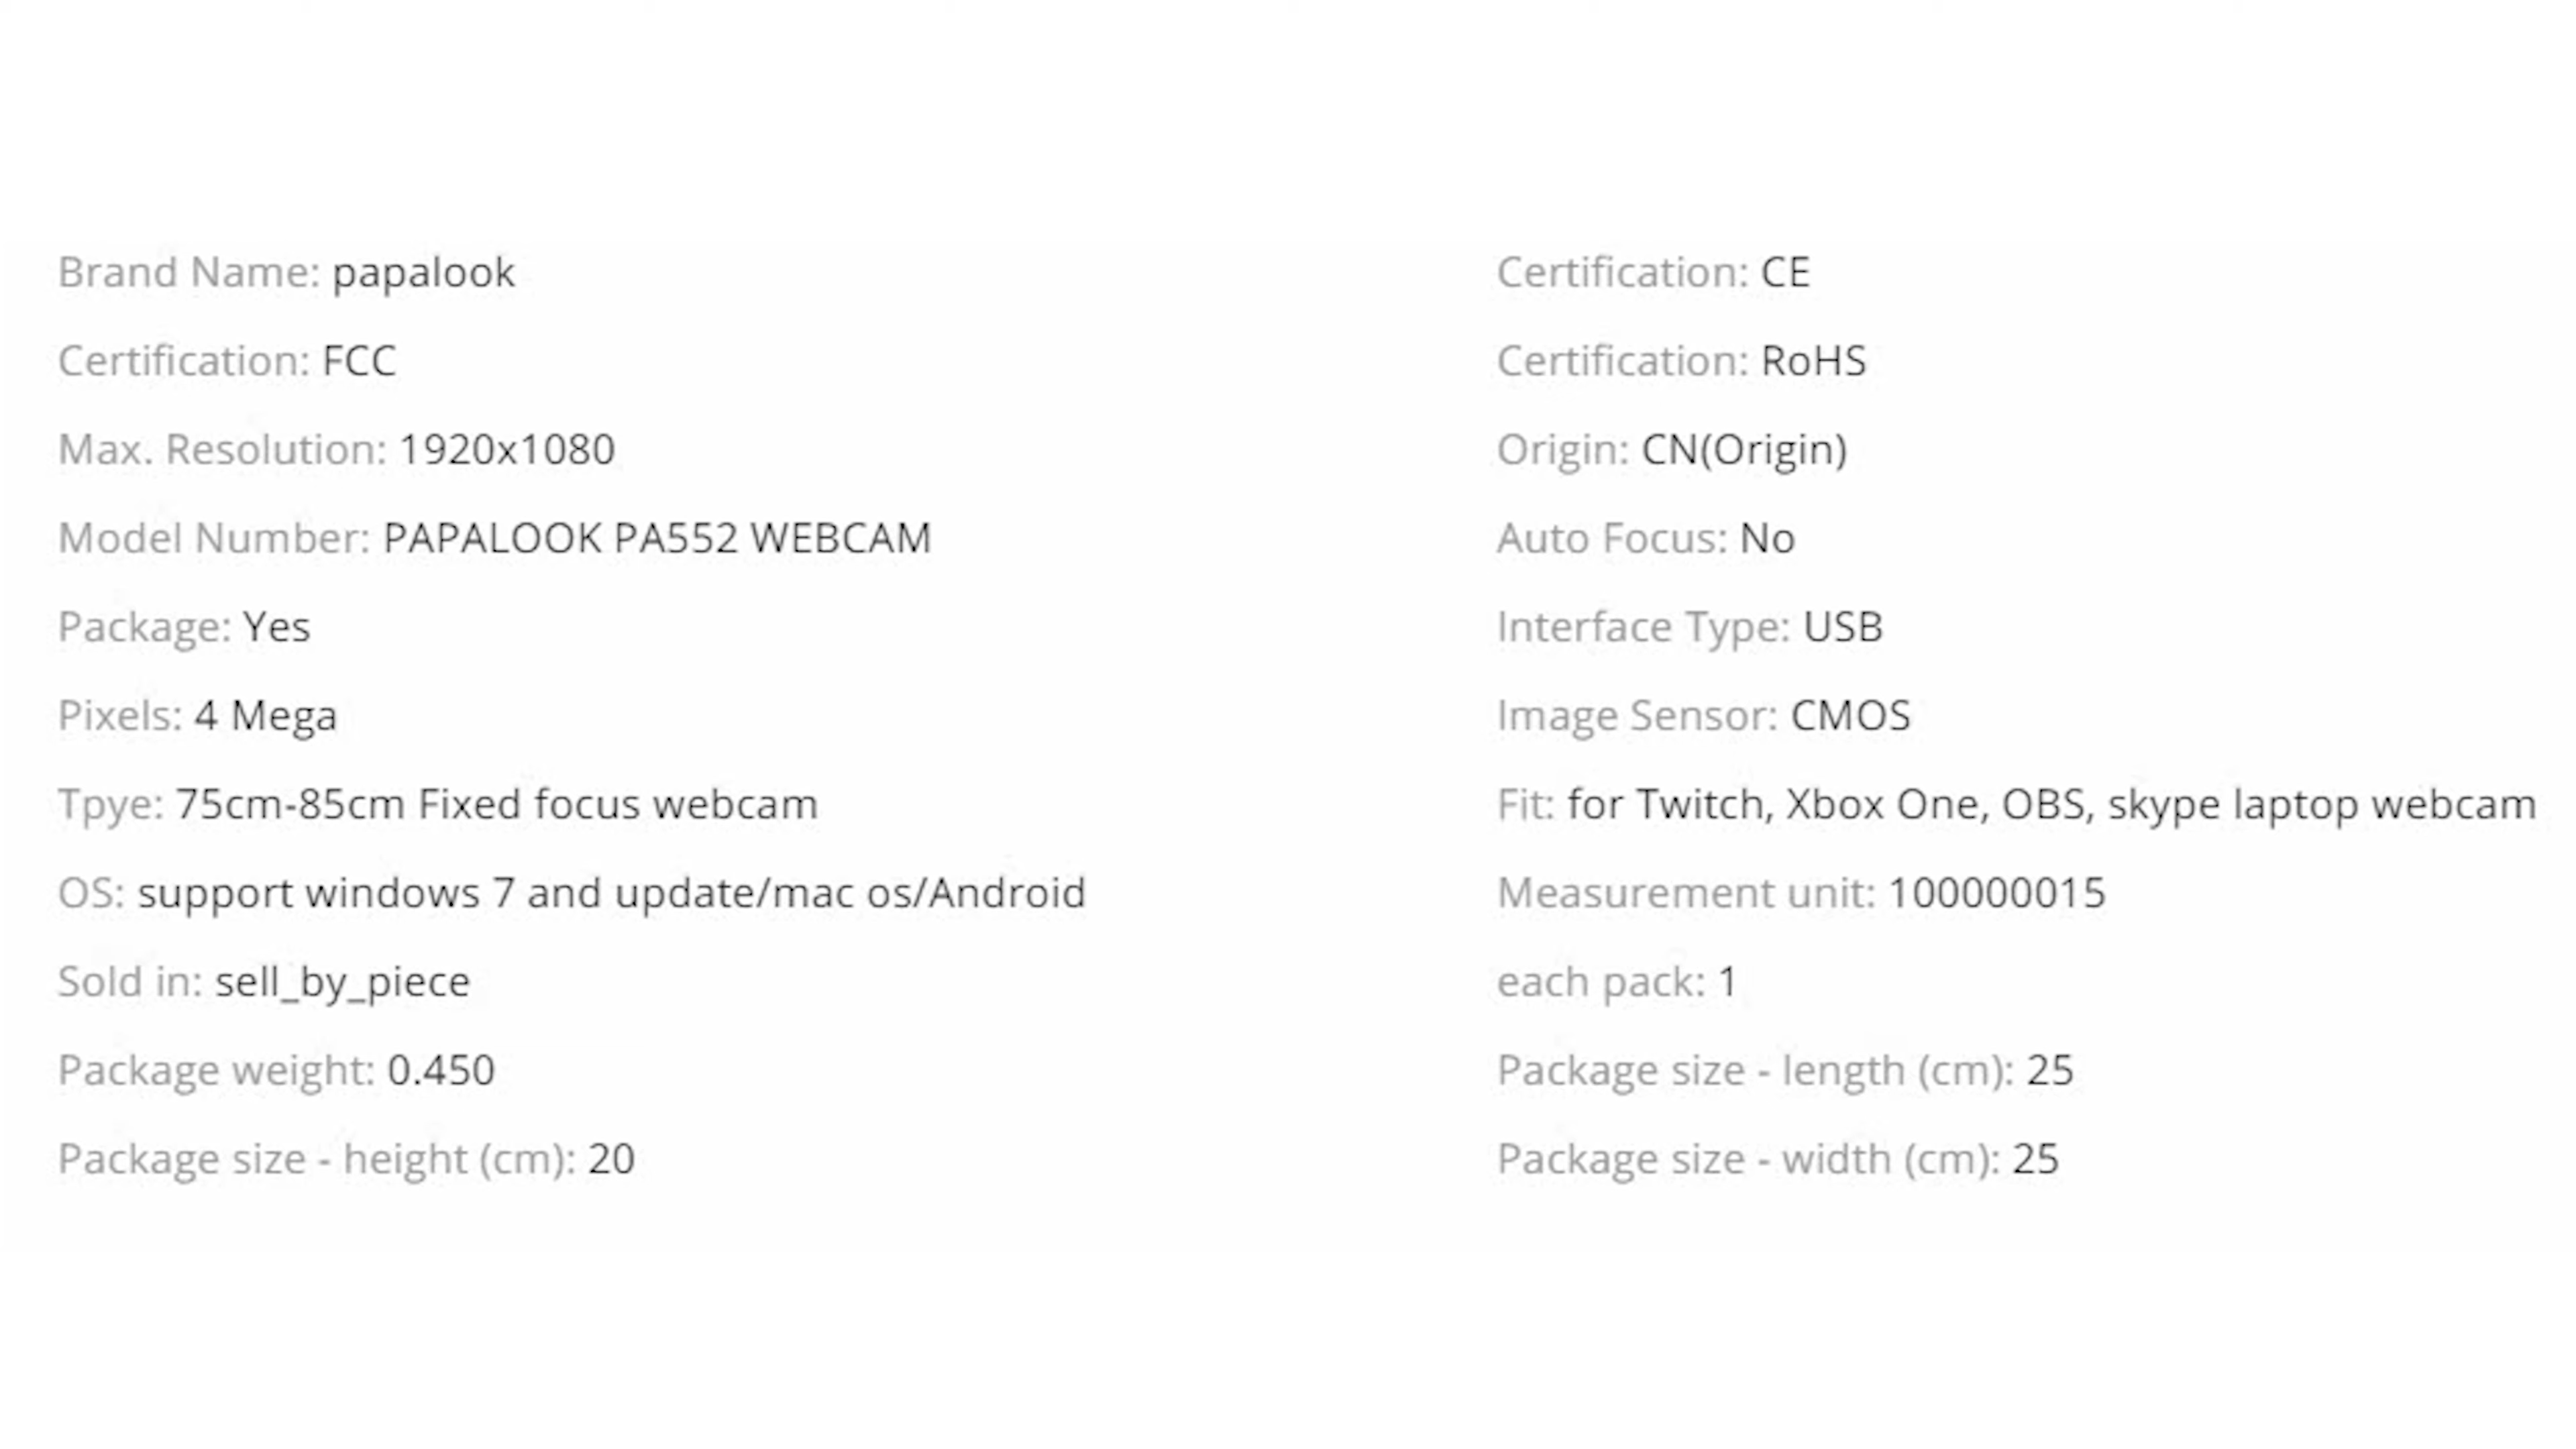 Brand Name: papalook
Certification: CE
Certification: FCC
Certification: RoHS
Max. Resolution: 1920x1080
Origin: CN(Origin)
Model Number: PAPALOOK PA552 WEBCAM
Auto Focus: No
Package: Yes
Interface Type: USB
Pixels: 4 Mega
Image Sensor: CMOS
Tpye: 75cm-85cm Fixed focus webcam
Fit: for Twitch, Xbox One, OBS, skype laptop webcam
OS: support windows 7 and update/mac os/Android
Measurement unit: 100000015
Sold in: sell_by_piece
each pack: 1
Package weight: 0.450
Package size - length (cm): 25
Package size - height (cm): 20
Package size - width (cm): 25